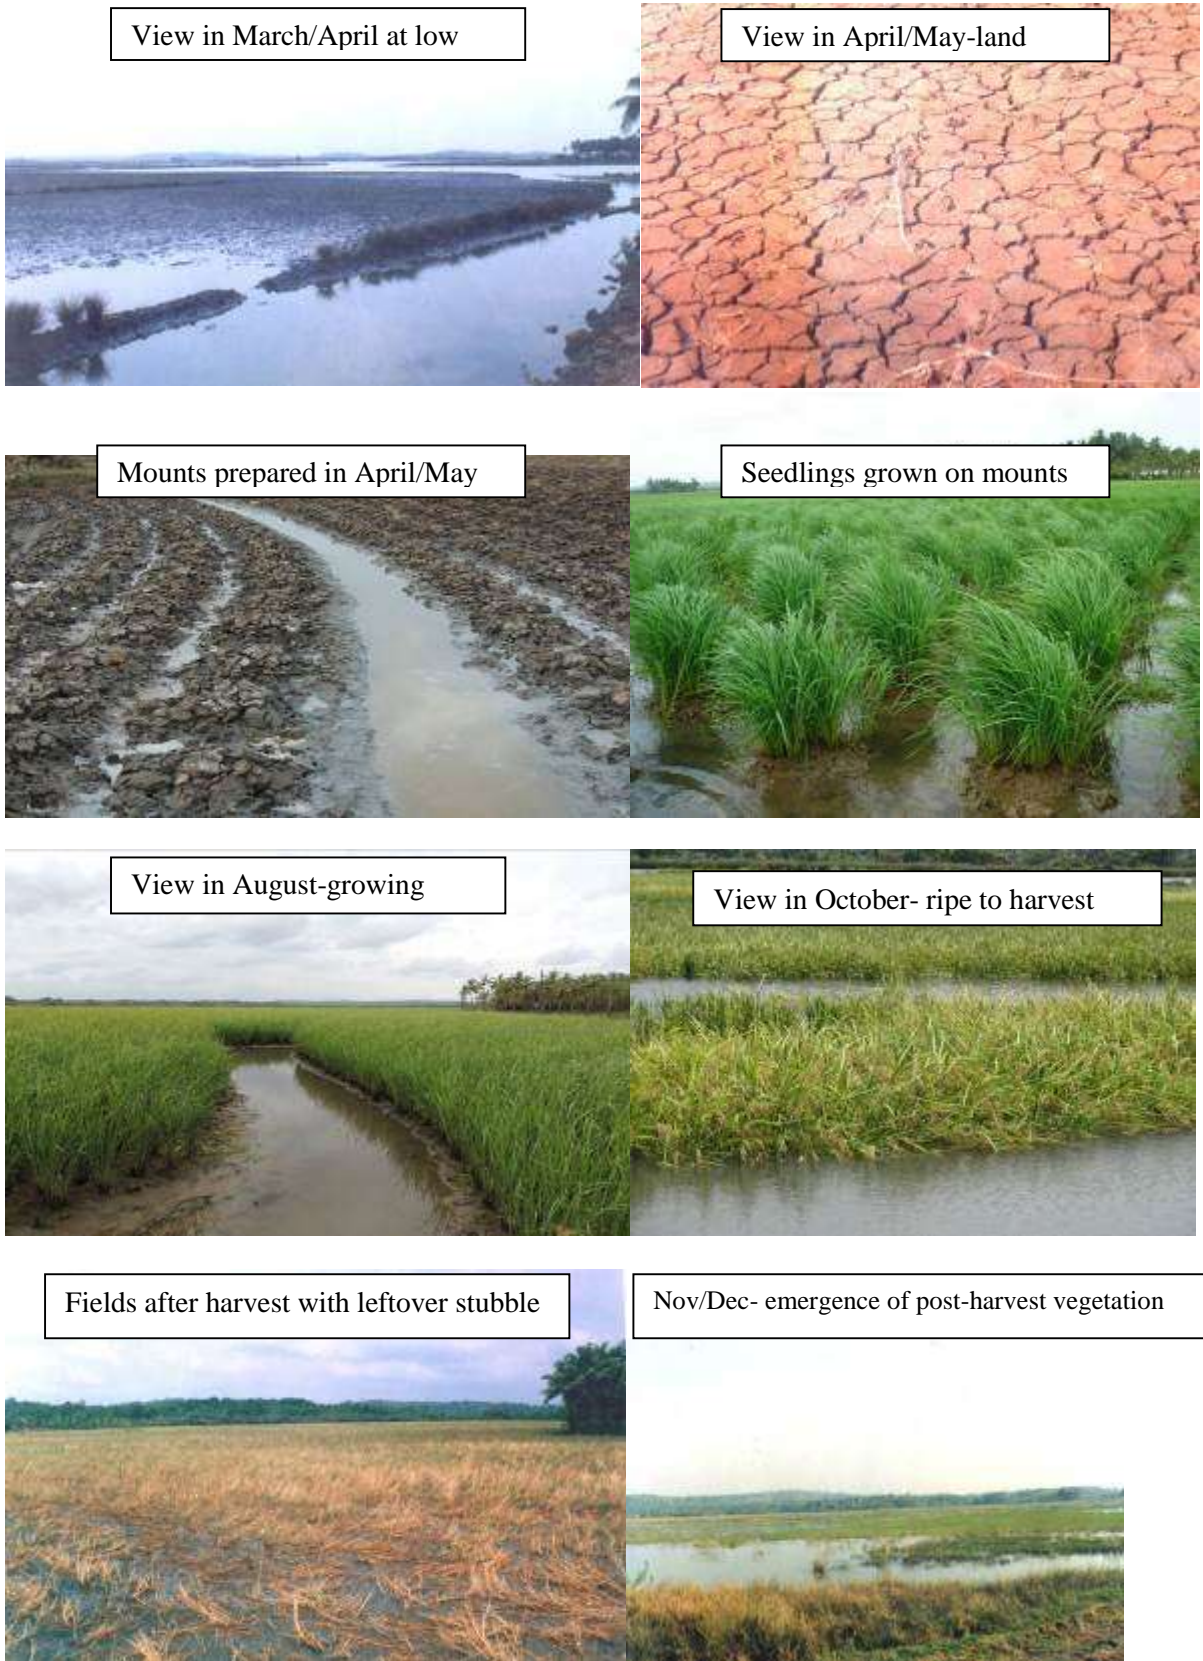 View in March/April at low
View in April/May-land
Mounts prepared in April/May
Seedlings grown on mounts
View in August-growing
View in October- ripe to harvest
Fields after harvest with leftover stubble
Nov/Dec- emergence of post-harvest vegetation